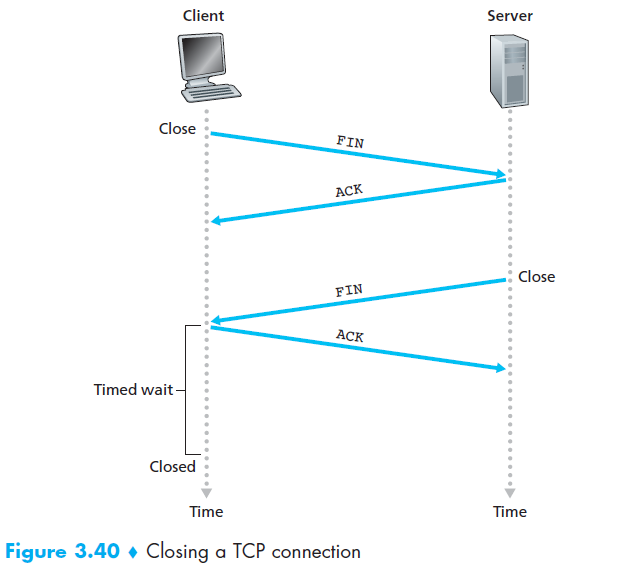 Client
Server
Close
FIN
ACK
Close
FIN
ACK
Timed wait
Closed
Time
Time
Figure 3.40 ♦ Closing a TCP connection